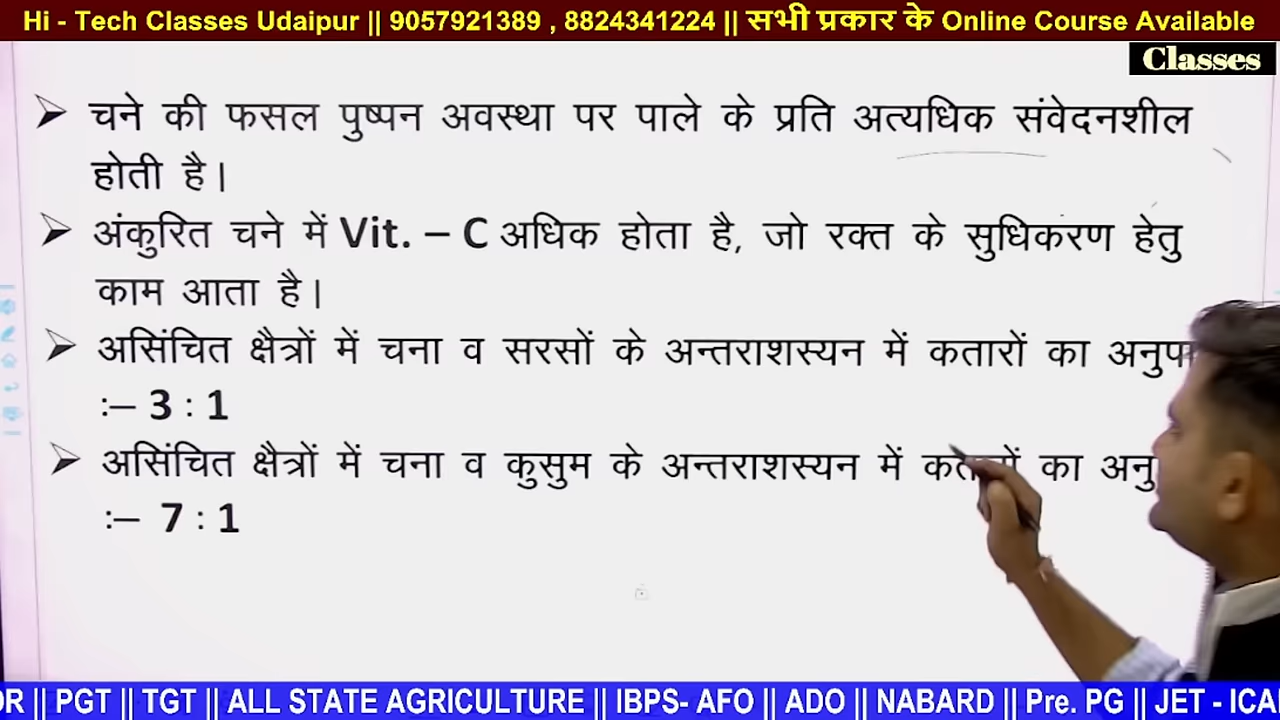 Hi - Tech Classes Udaipur || 9057921389 , 8824341224 || सभी प्रकार के Online Course Available
Classes
चने की फसल पुष्पन अवस्था पर पाले के प्रति अत्यधिक संवेदनशील
होती है।
अंकुरित चने में Vit. – C अधिक होता है, जो रक्त के सुधिकरण हेतु
काम आता है।
असिंचित क्षैत्रों में चना व सरसों के अन्तराशस्यन में कतारों का
:– 3 : 1
असिंचित क्षैत्रों में चना व कुसुम के अन्तराशस्यन में का
:– 7 : 1
|| PGT || TGT || ALL STATE AGRICULTURE || IBPS- AFO || ADO || NABARD || Pre. PG || JET -